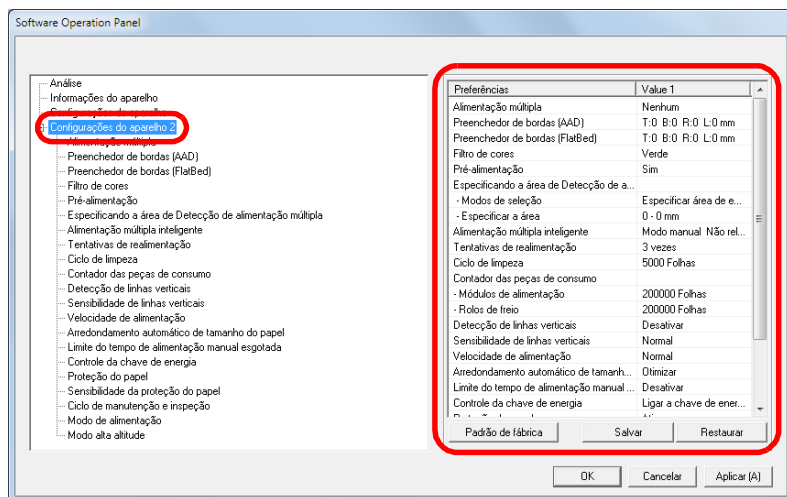 Software Operation Panel
Análise
Informações do aparelho
Configurações do aparelho
Configurações do aparelho 2
Alimentação múltipla
Preenchedor de bordas (AAD)
Preenchedor de bordas (FlatBed)
Filtro de cores
Pré-alimentação
Especificando a área de Detecção de alimentação múltipla
Alimentação múltipla inteligente
Tentativas de realimentação
Ciclo de limpeza
Contador das peças de consumo
Detecção de linhas verticais
Sensibilidade de linhas verticais
Velocidade de alimentação
Arredondamento automático de tamanho do papel
Limite do tempo de alimentação manual esgotada
Controle da chave de energia
Proteção do papel
Sensibilidade da proteção do papel
Ciclo de manutenção e inspeção
Modo de alimentação
Modo alta altitude
Preferências Value 1
Alimentação múltipla Nenhum
Preenchedor de bordas (AAD) T:0 B:0 R:0 L:0 mm
Preenchedor de bordas (FlatBed) T:0 B:0 R:0 L:0 mm
Filtro de cores Verde
Pré-alimentação Sim
Especificando a área de Detecção de a...
- Modos de seleção Especificar área de e...
- Especificar a área 0 - 0 mm
Alimentação múltipla inteligente Modo manual Não rel...
Tentativas de realimentação 3 vezes
Ciclo de limpeza 5000 Folhas
Contador das peças de consumo
- Módulos de alimentação 200000 Folhas
- Rolos de freio 200000 Folhas
Detecção de linhas verticais Desativar
Sensibilidade de linhas verticais Normal
Velocidade de alimentação Normal
Arredondamento automático de tamanh... Otimizar
Limite do tempo de alimentação manual ... Desativar
Controle da chave de energia Ligar a chave de ener...
Padrão de fábrica Salvar Restaurar
OK Cancelar Aplicar (A)